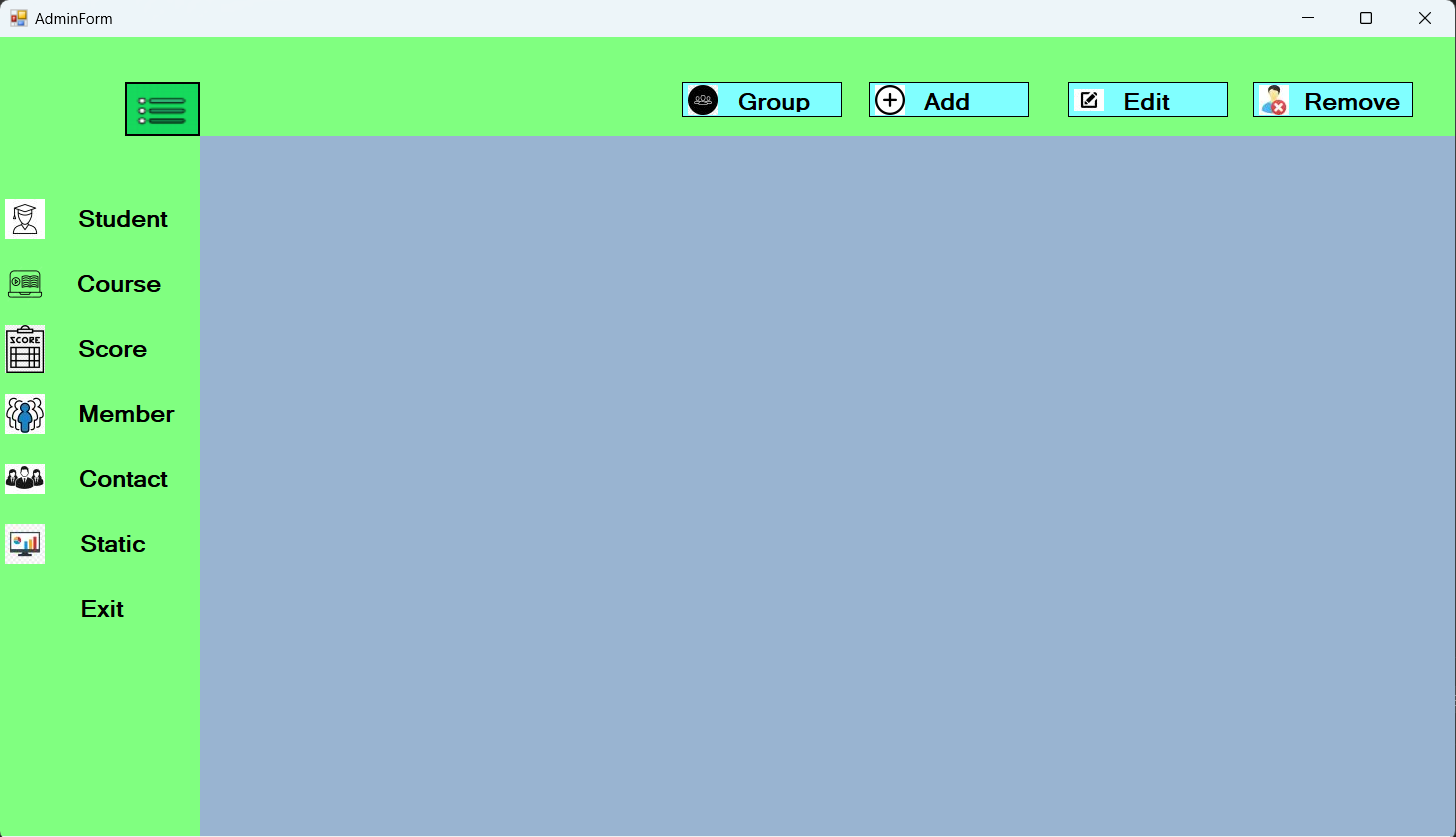 AdminForm
Group
Add
Edit
Remove
Student
Course
SCORE
Score
Member
Contact
Static
Exit